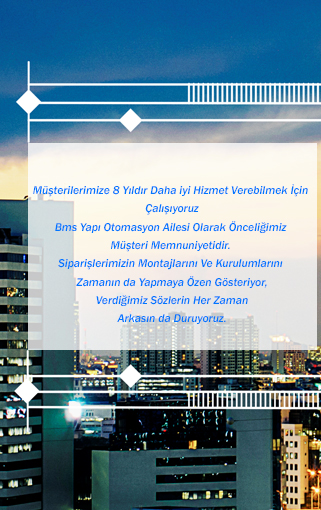 Müşterilerimize 8 Yıldır Daha iyi Hizmet Verebilmek İçin
Çalışıyoruz
Bms Yapı Otomasyon Ailesi Olarak Önceliğimiz
Müşteri Memnuniyetidir.
Siparişlerimizin Montajlarını Ve Kurulumlarını
Zamanın da Yapmaya Özen Gösteriyor,
Verdiğimiz Sözlerin Her Zaman
Arkasın da Duruyoruz.